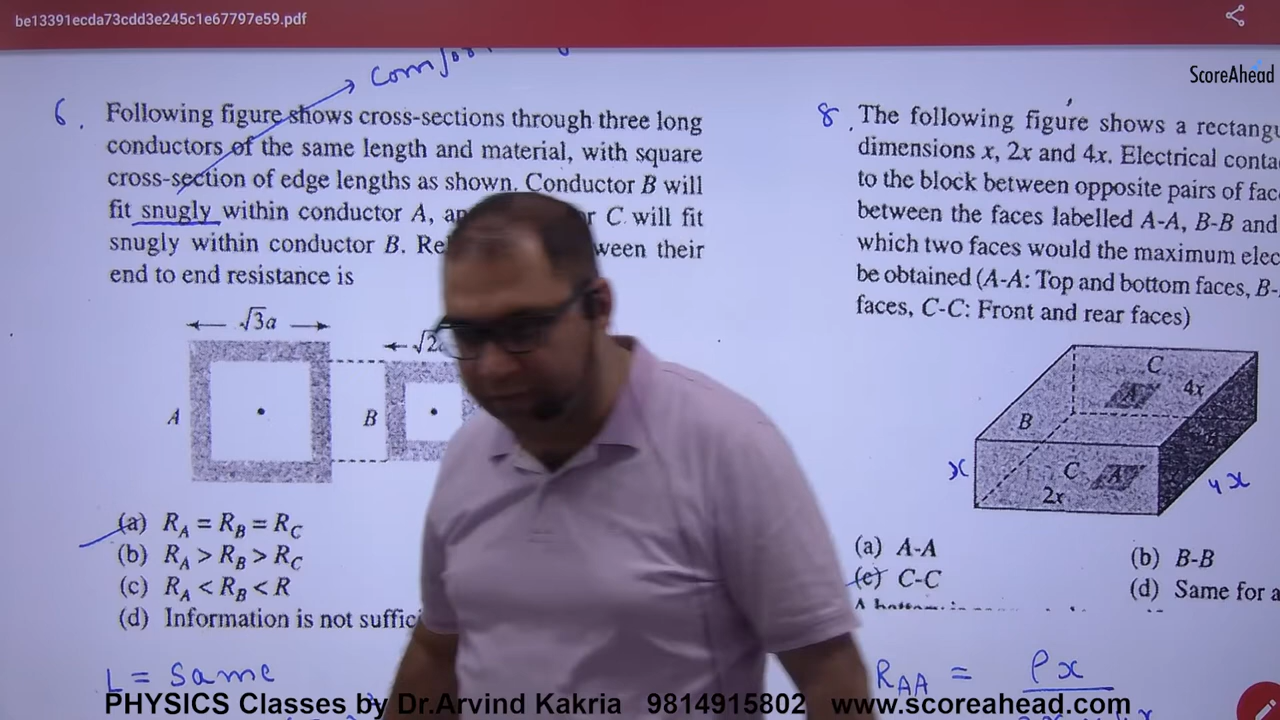 be13391ecda73cdd3e245c1e67797e59.pdf
ScoreAhead
6. Following figure shows cross-sections through three long
conductors of the same length and material, with square
cross-section of edge lengths as shown. Conductor B will
fit snugly within conductor A, C will fit
snugly within conductor B. their
end to end resistance is
√3a
A
B
(a) R_A = R_B = R_C
(b) R_A > R_B > R_C
(c) R_A < R_B < R
(d) Information is not
L = Same
8. The following figure shows a
dimensions x, 2x and 4x. Electrical
to the block between opposite pairs of
between the faces labelled A-A, B-B and
which two faces would the maximum
be obtained (A-A: Top and bottom faces,
faces, C-C: Front and rear faces)
C
A
4x
B
C
A
2x
x
4x
(a) A-A
(b) B-B
(c) C-C
(d) Same for
R_AA = ρx
PHYSICS Classes by Dr.Arvind Kakria 9814915802 www.scoreahead.com